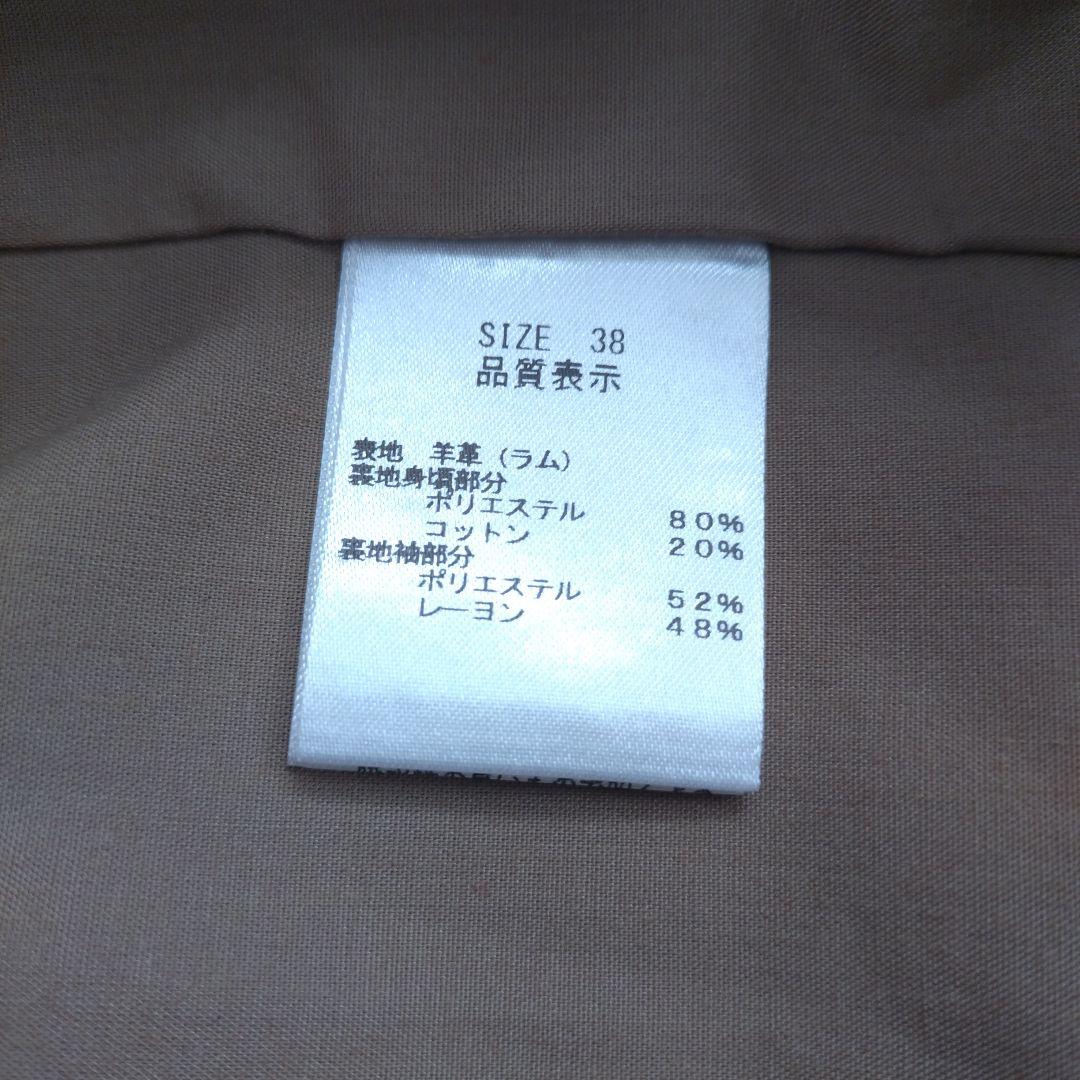 SIZE 38
品質表示
表地 羊革(ラム)
裏地身頃部分
ポリエステル 80%
コットン 20%
裏地袖部分
ポリエステル 52%
レーヨン 48%